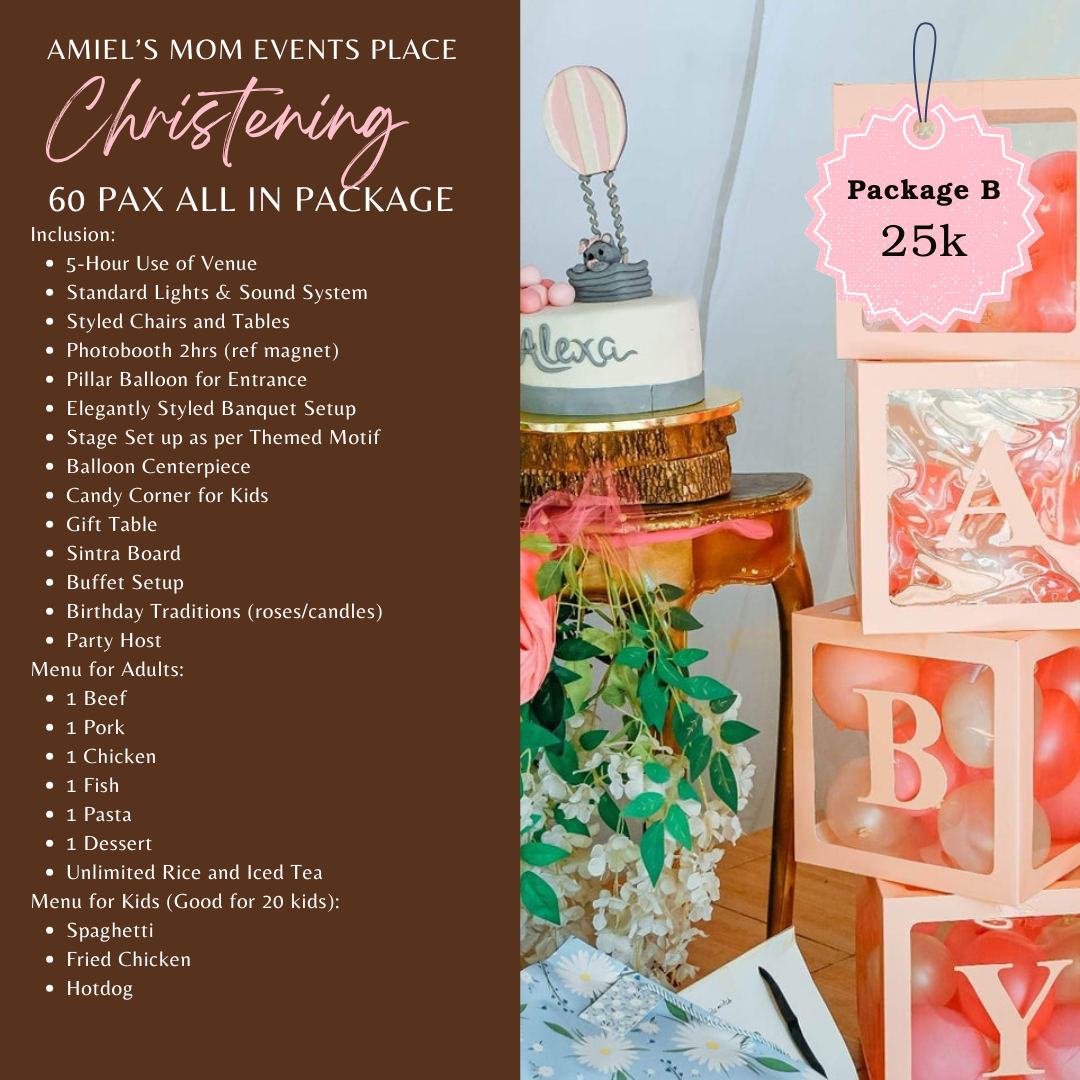 AMIEL'S MOM EVENTS PLACE
Christening
60 PAX ALL IN PACKAGE
Inclusion:
• 5-Hour Use of Venue
• Standard Lights & Sound System
• Styled Chairs and Tables
• Photobooth 2hrs (ref magnet)
• Pillar Balloon for Entrance
• Elegantly Styled Banquet Setup
• Stage Set up as per Themed Motif
• Balloon Centerpiece
• Candy Corner for Kids
• Gift Table
• Sintra Board
• Buffet Setup
• Birthday Traditions (roses/candles)
• Party Host
Menu for Adults:
• 1 Beef
• 1 Pork
• 1 Chicken
• 1 Fish
• 1 Pasta
• 1 Dessert
• Unlimited Rice and Iced Tea
Menu for Kids (Good for 20 kids):
• Spaghetti
• Fried Chicken
• Hotdog
Package B
25k
Alexa
A
B
Y